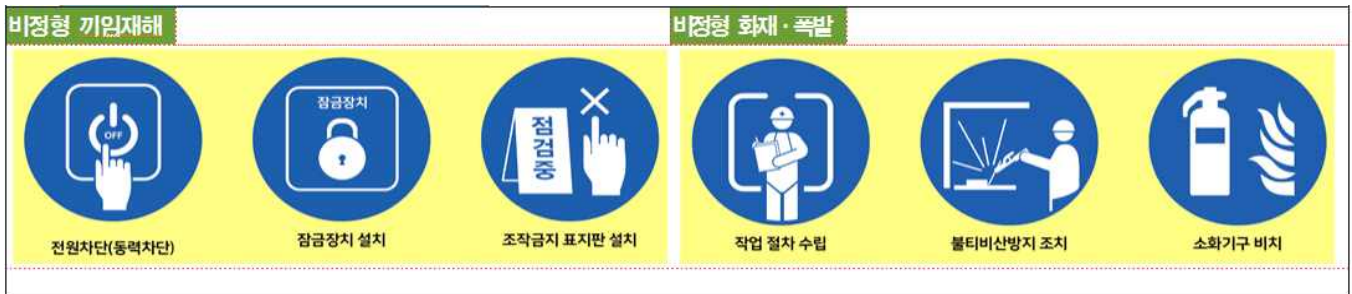 비정형 끼임재해
비정형 화재·폭발
OFF
잠금장치
점검중
전원차단(동력차단)
잠금장치 설치
조작금지 표지판 설치
작업 절차 수립
불티비산방지 조치
소화기구 비치